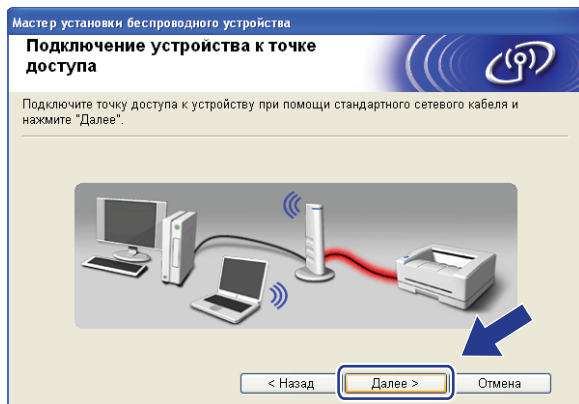 Мастер установки беспроводного устройства
Подключение устройства к точке
доступа
Подключите точку доступа к устройству при помощи стандартного сетевого кабеля и
нажмите "Далее".
< Назад
Далее >
Отмена